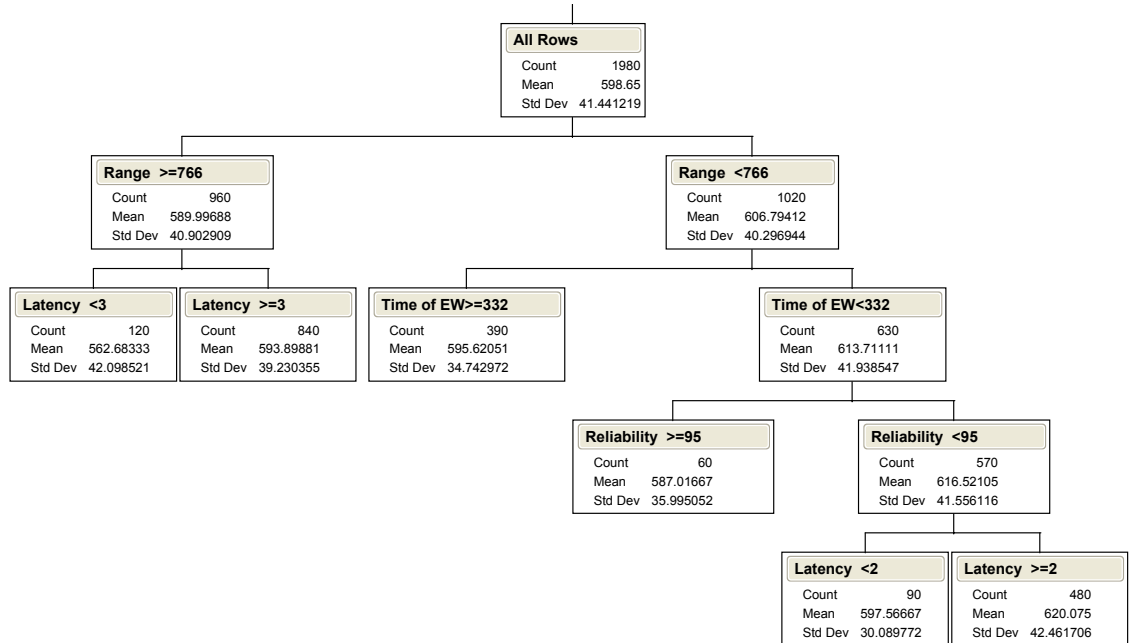 All Rows
Count 1980
Mean 598.65
Std Dev 41.441219
Range >=766
Count 960
Mean 589.99688
Std Dev 40.902909
Range <766
Count 1020
Mean 606.79412
Std Dev 40.296944
Latency <3
Count 120
Mean 562.68333
Std Dev 42.098521
Latency >=3
Count 840
Mean 593.89881
Std Dev 39.230355
Time of EW>=332
Count 390
Mean 595.62051
Std Dev 34.742972
Time of EW<332
Count 630
Mean 613.71111
Std Dev 41.938547
Reliability >=95
Count 60
Mean 587.01667
Std Dev 35.995052
Reliability <95
Count 570
Mean 616.52105
Std Dev 41.556116
Latency <2
Count 90
Mean 597.56667
Std Dev 30.089772
Latency >=2
Count 480
Mean 620.075
Std Dev 42.461706